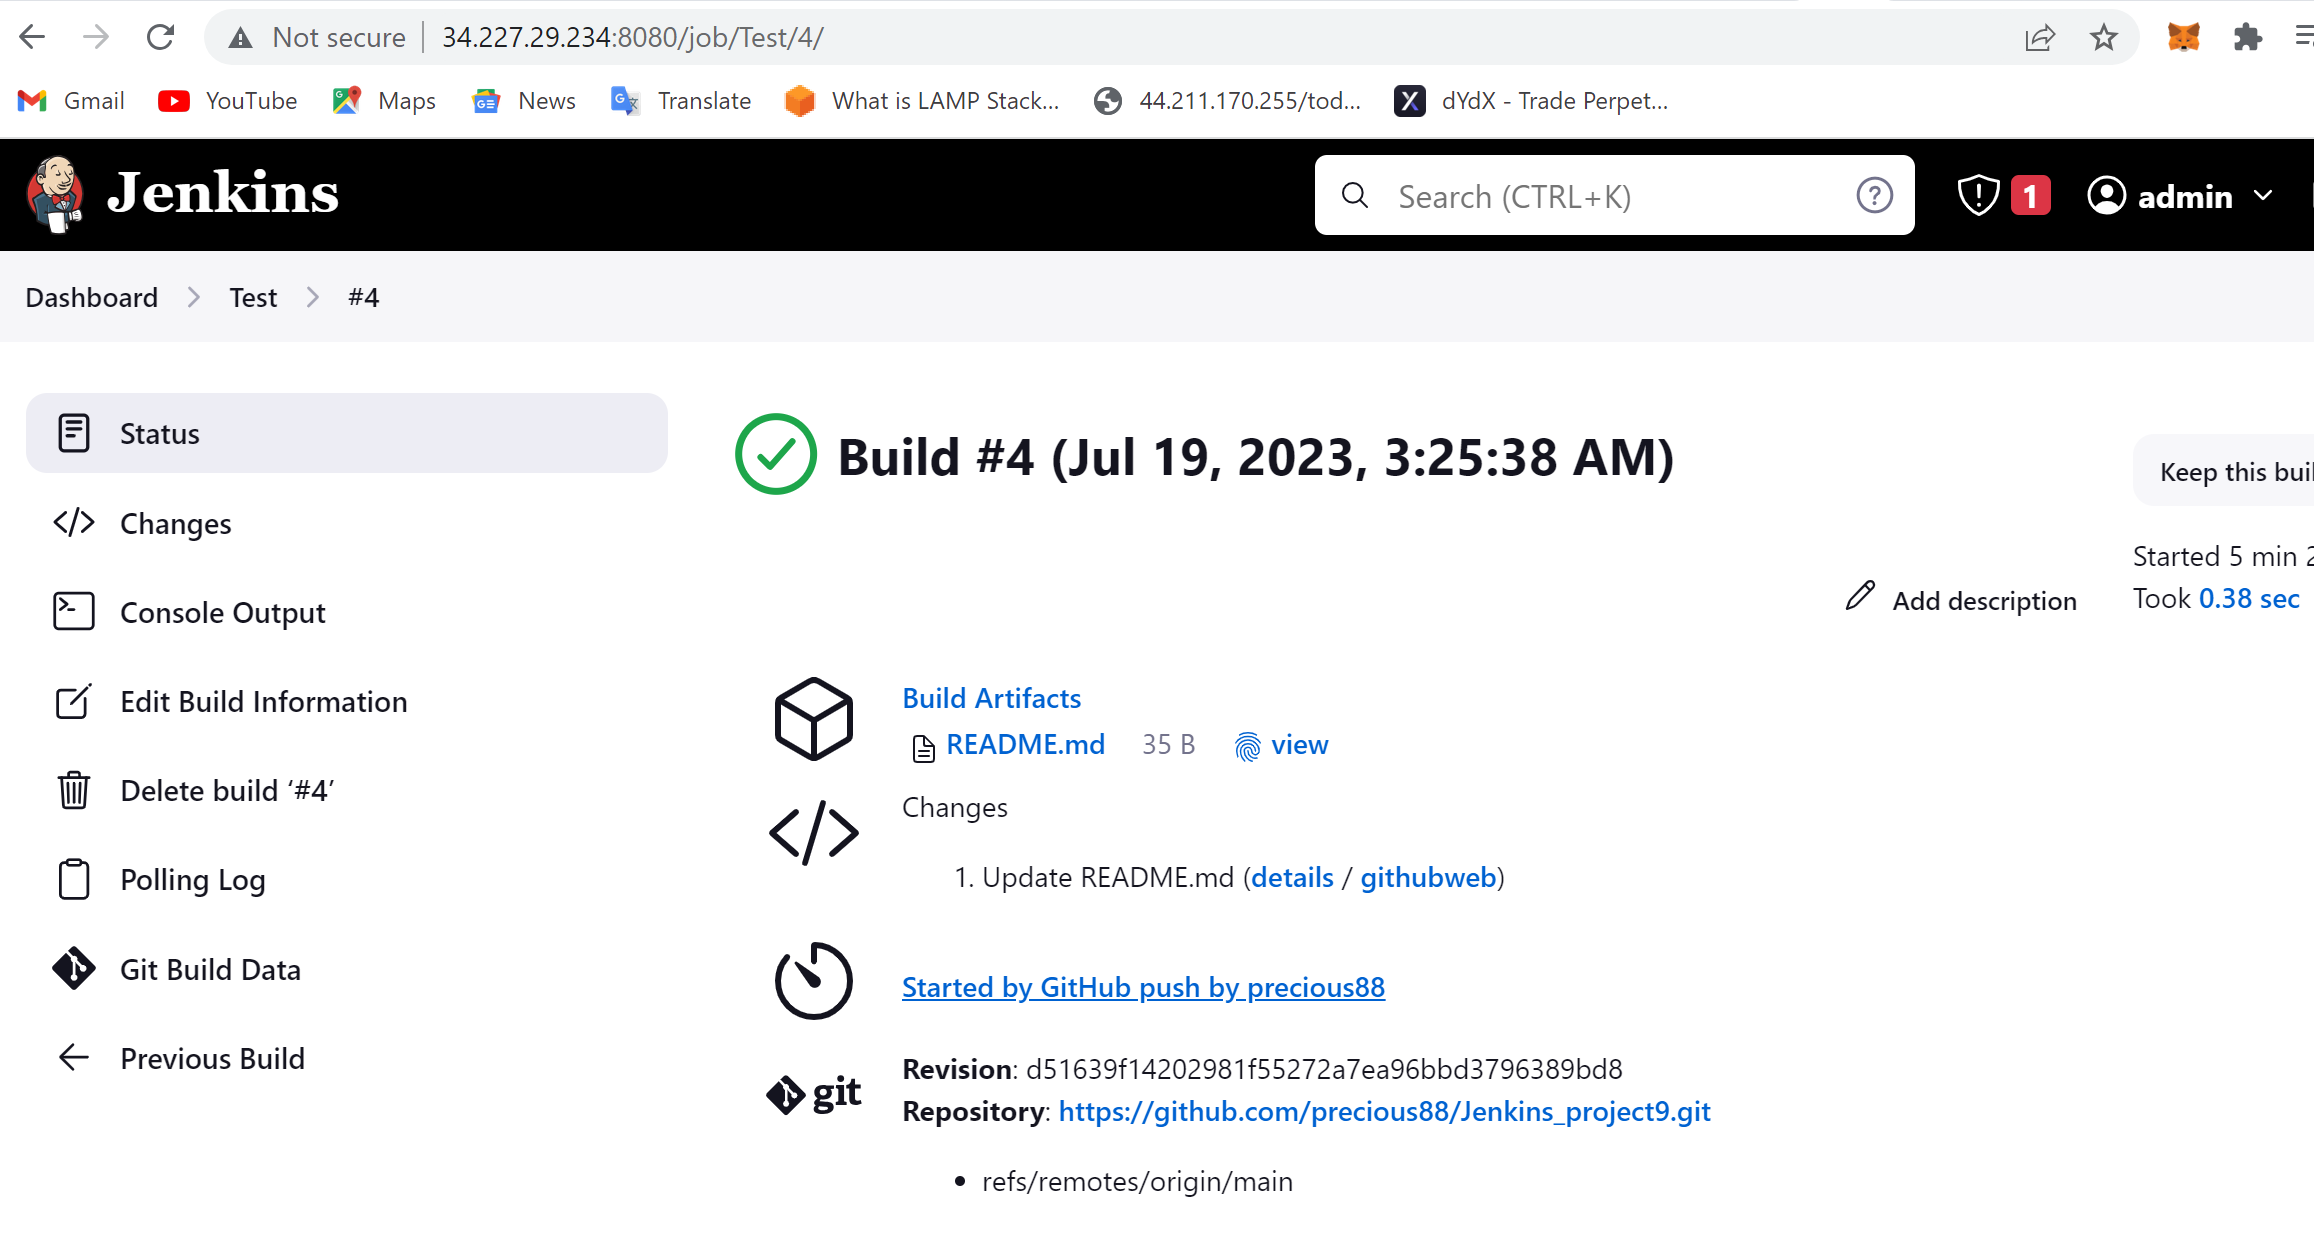 Not secure 34.227.29.234:8080/job/Test/4/
Gmail YouTube Maps News Translate What is LAMP Stack... 44.211.170.255/tod... dYdX - Trade Perpet...
Jenkins Search (CTRL+K) ? 1 admin
Dashboard Test #4
Status
Build #4 (Jul 19, 2023, 3:25:38 AM)
Keep this buil
Changes
Started 5 min 2
Add description
Took 0.38 sec
Console Output
Edit Build Information
Build Artifacts
README.md 35 B view
Delete build ‘#4’
Changes
1. Update README.md (details / githubweb)
Polling Log
Git Build Data
Started by GitHub push by precious88
Previous Build
git
Revision: d51639f14202981f55272a7ea96bbd3796389bd8
Repository: https://github.com/precious88/Jenkins_project9.git
refs/remotes/origin/main